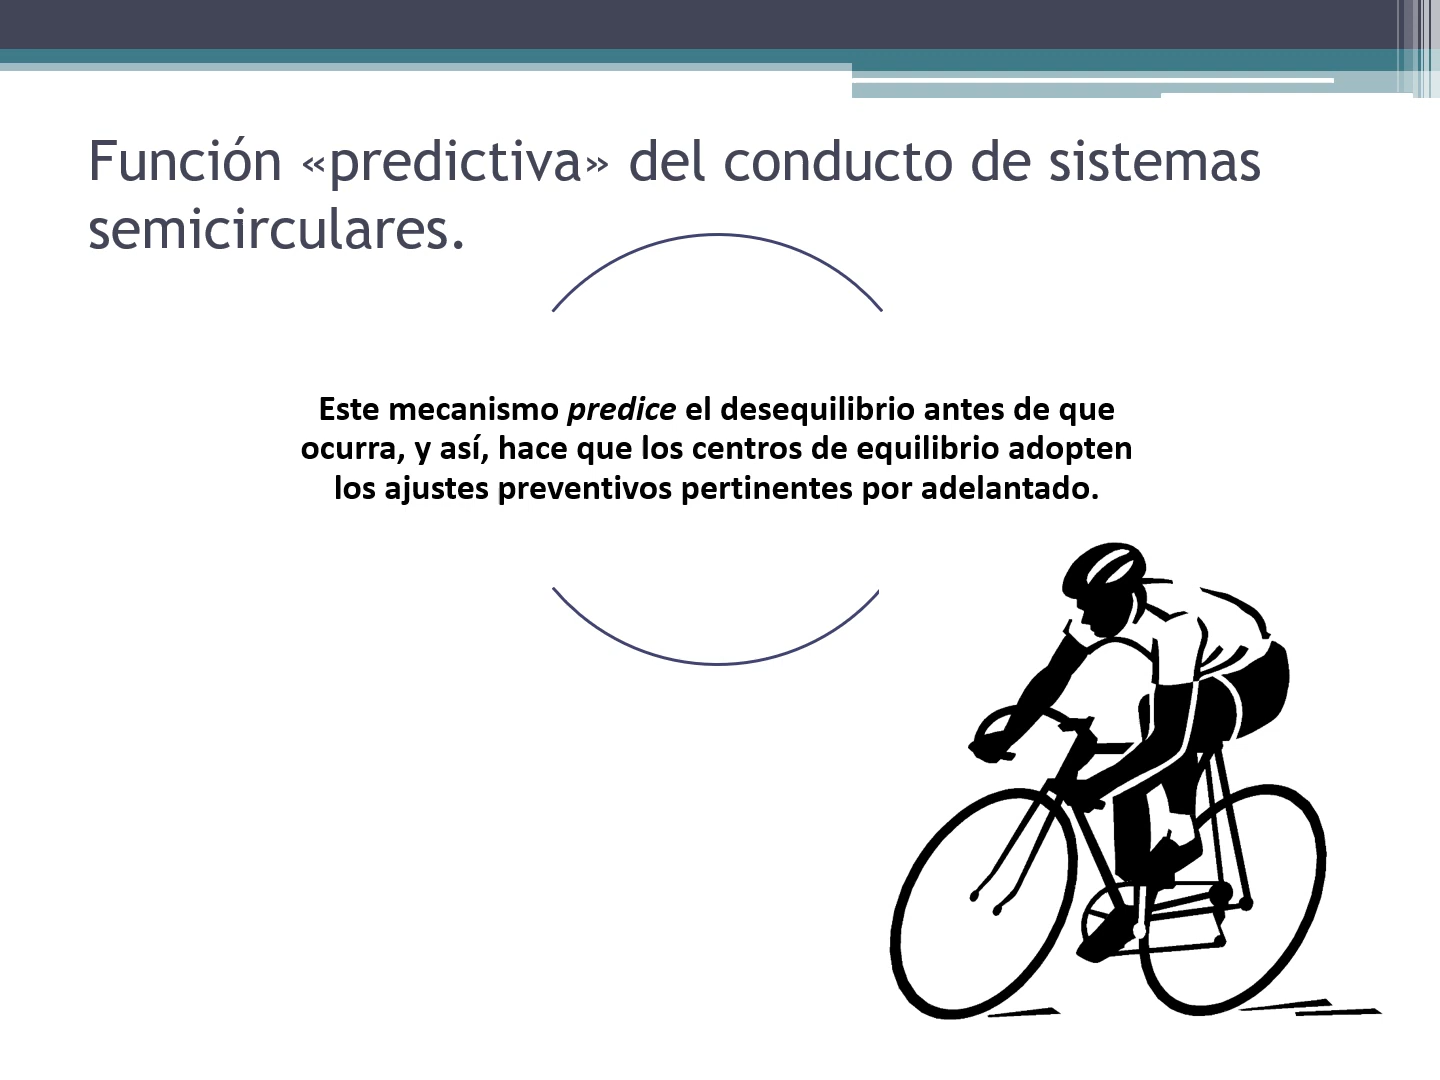 Función «predictiva» del conducto de sistemas
semicirculares.
Este mecanismo predice el desequilibrio antes de que
ocurra, y así, hace que los centros de equilibrio adopten
los ajustes preventivos pertinentes por adelantado.